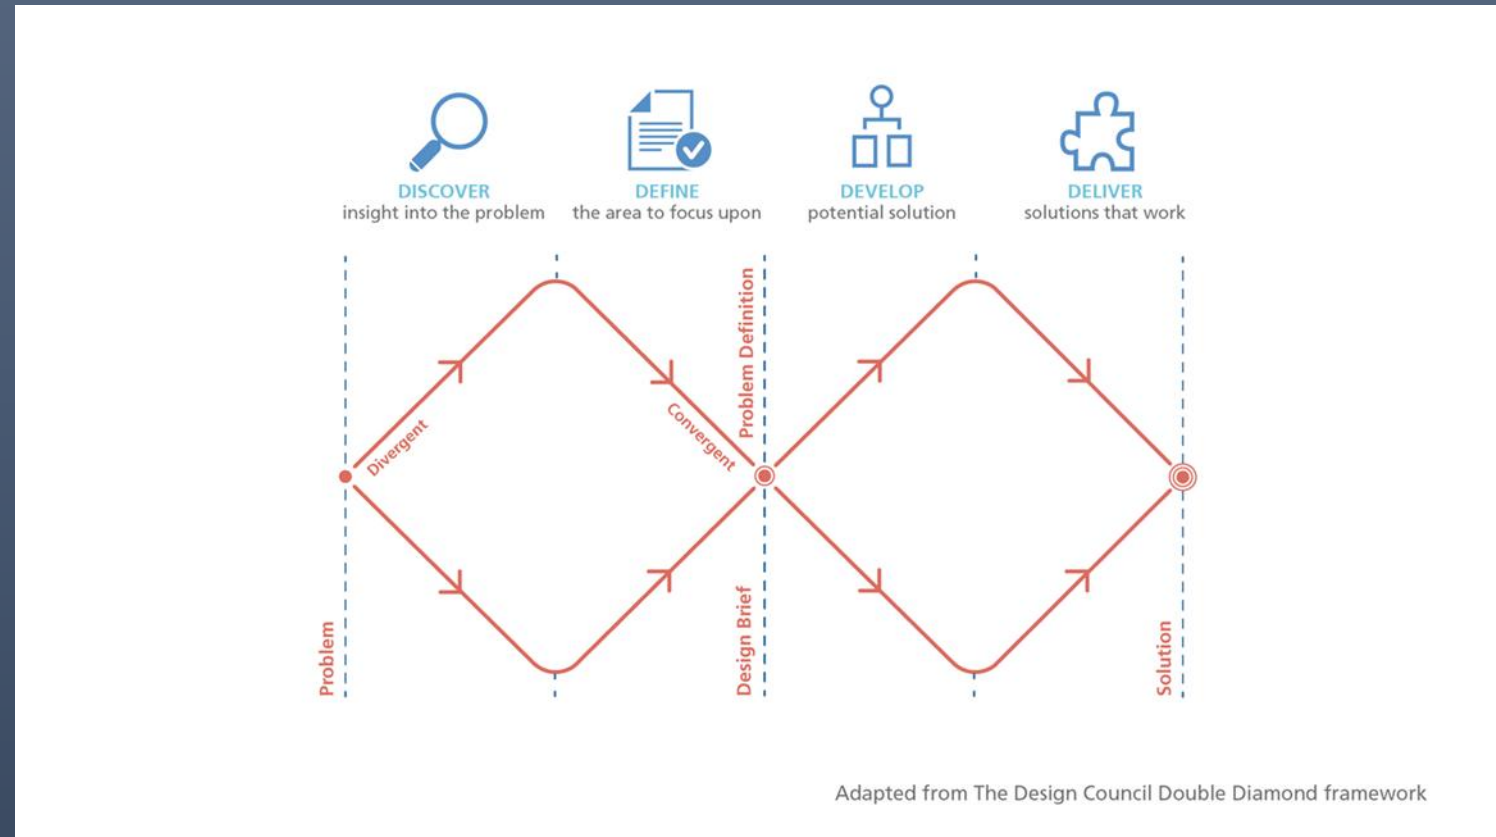 DISCOVER
insight into the problem
DEFINE
the area to focus upon
DEVELOP
potential solution
DELIVER
solutions that work
Divergent
Convergent
Problem Definition
Problem
Design Brief
Solution
Adapted from The Design Council Double Diamond framework